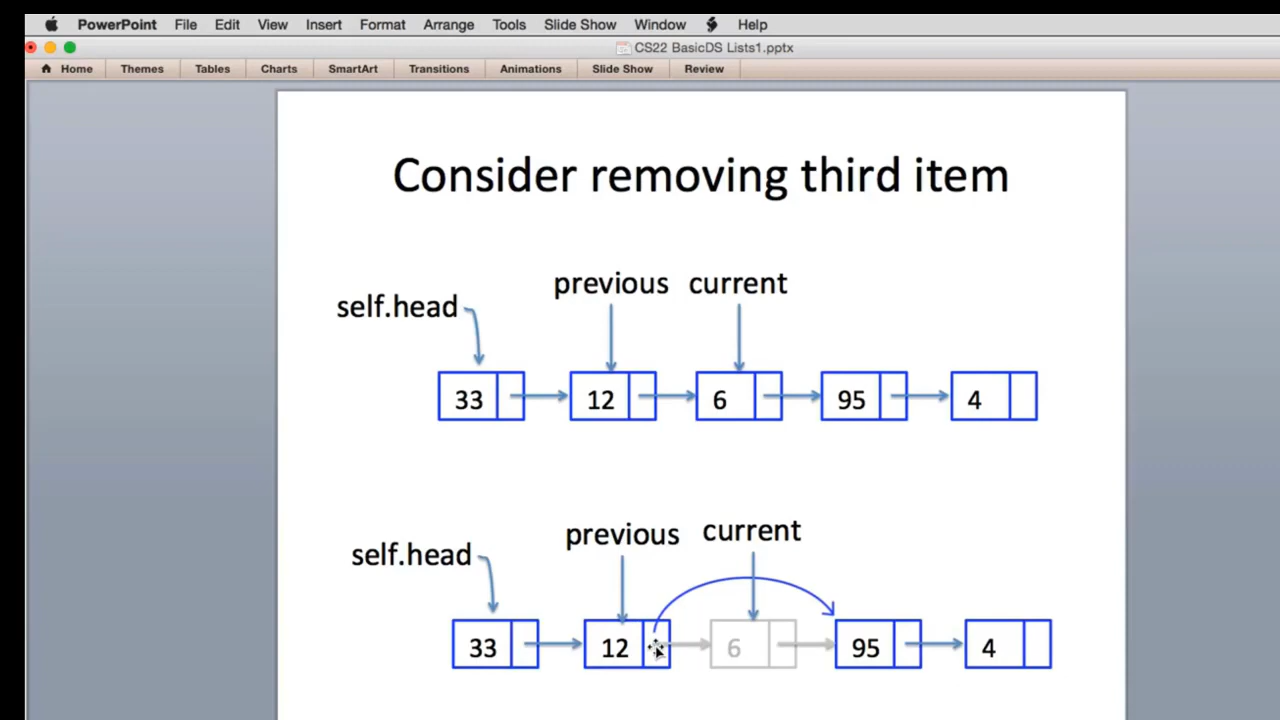 PowerPoint File Edit View Insert Format Arrange Tools Slide Show Window Help
CS22 BasicDS Lists1.pptx
Home Themes Tables Charts SmartArt Transitions Animations Slide Show Review
Consider removing third item
previous current
self.head
33 12 6 95 4
previous current
self.head
33 12 6 95 4